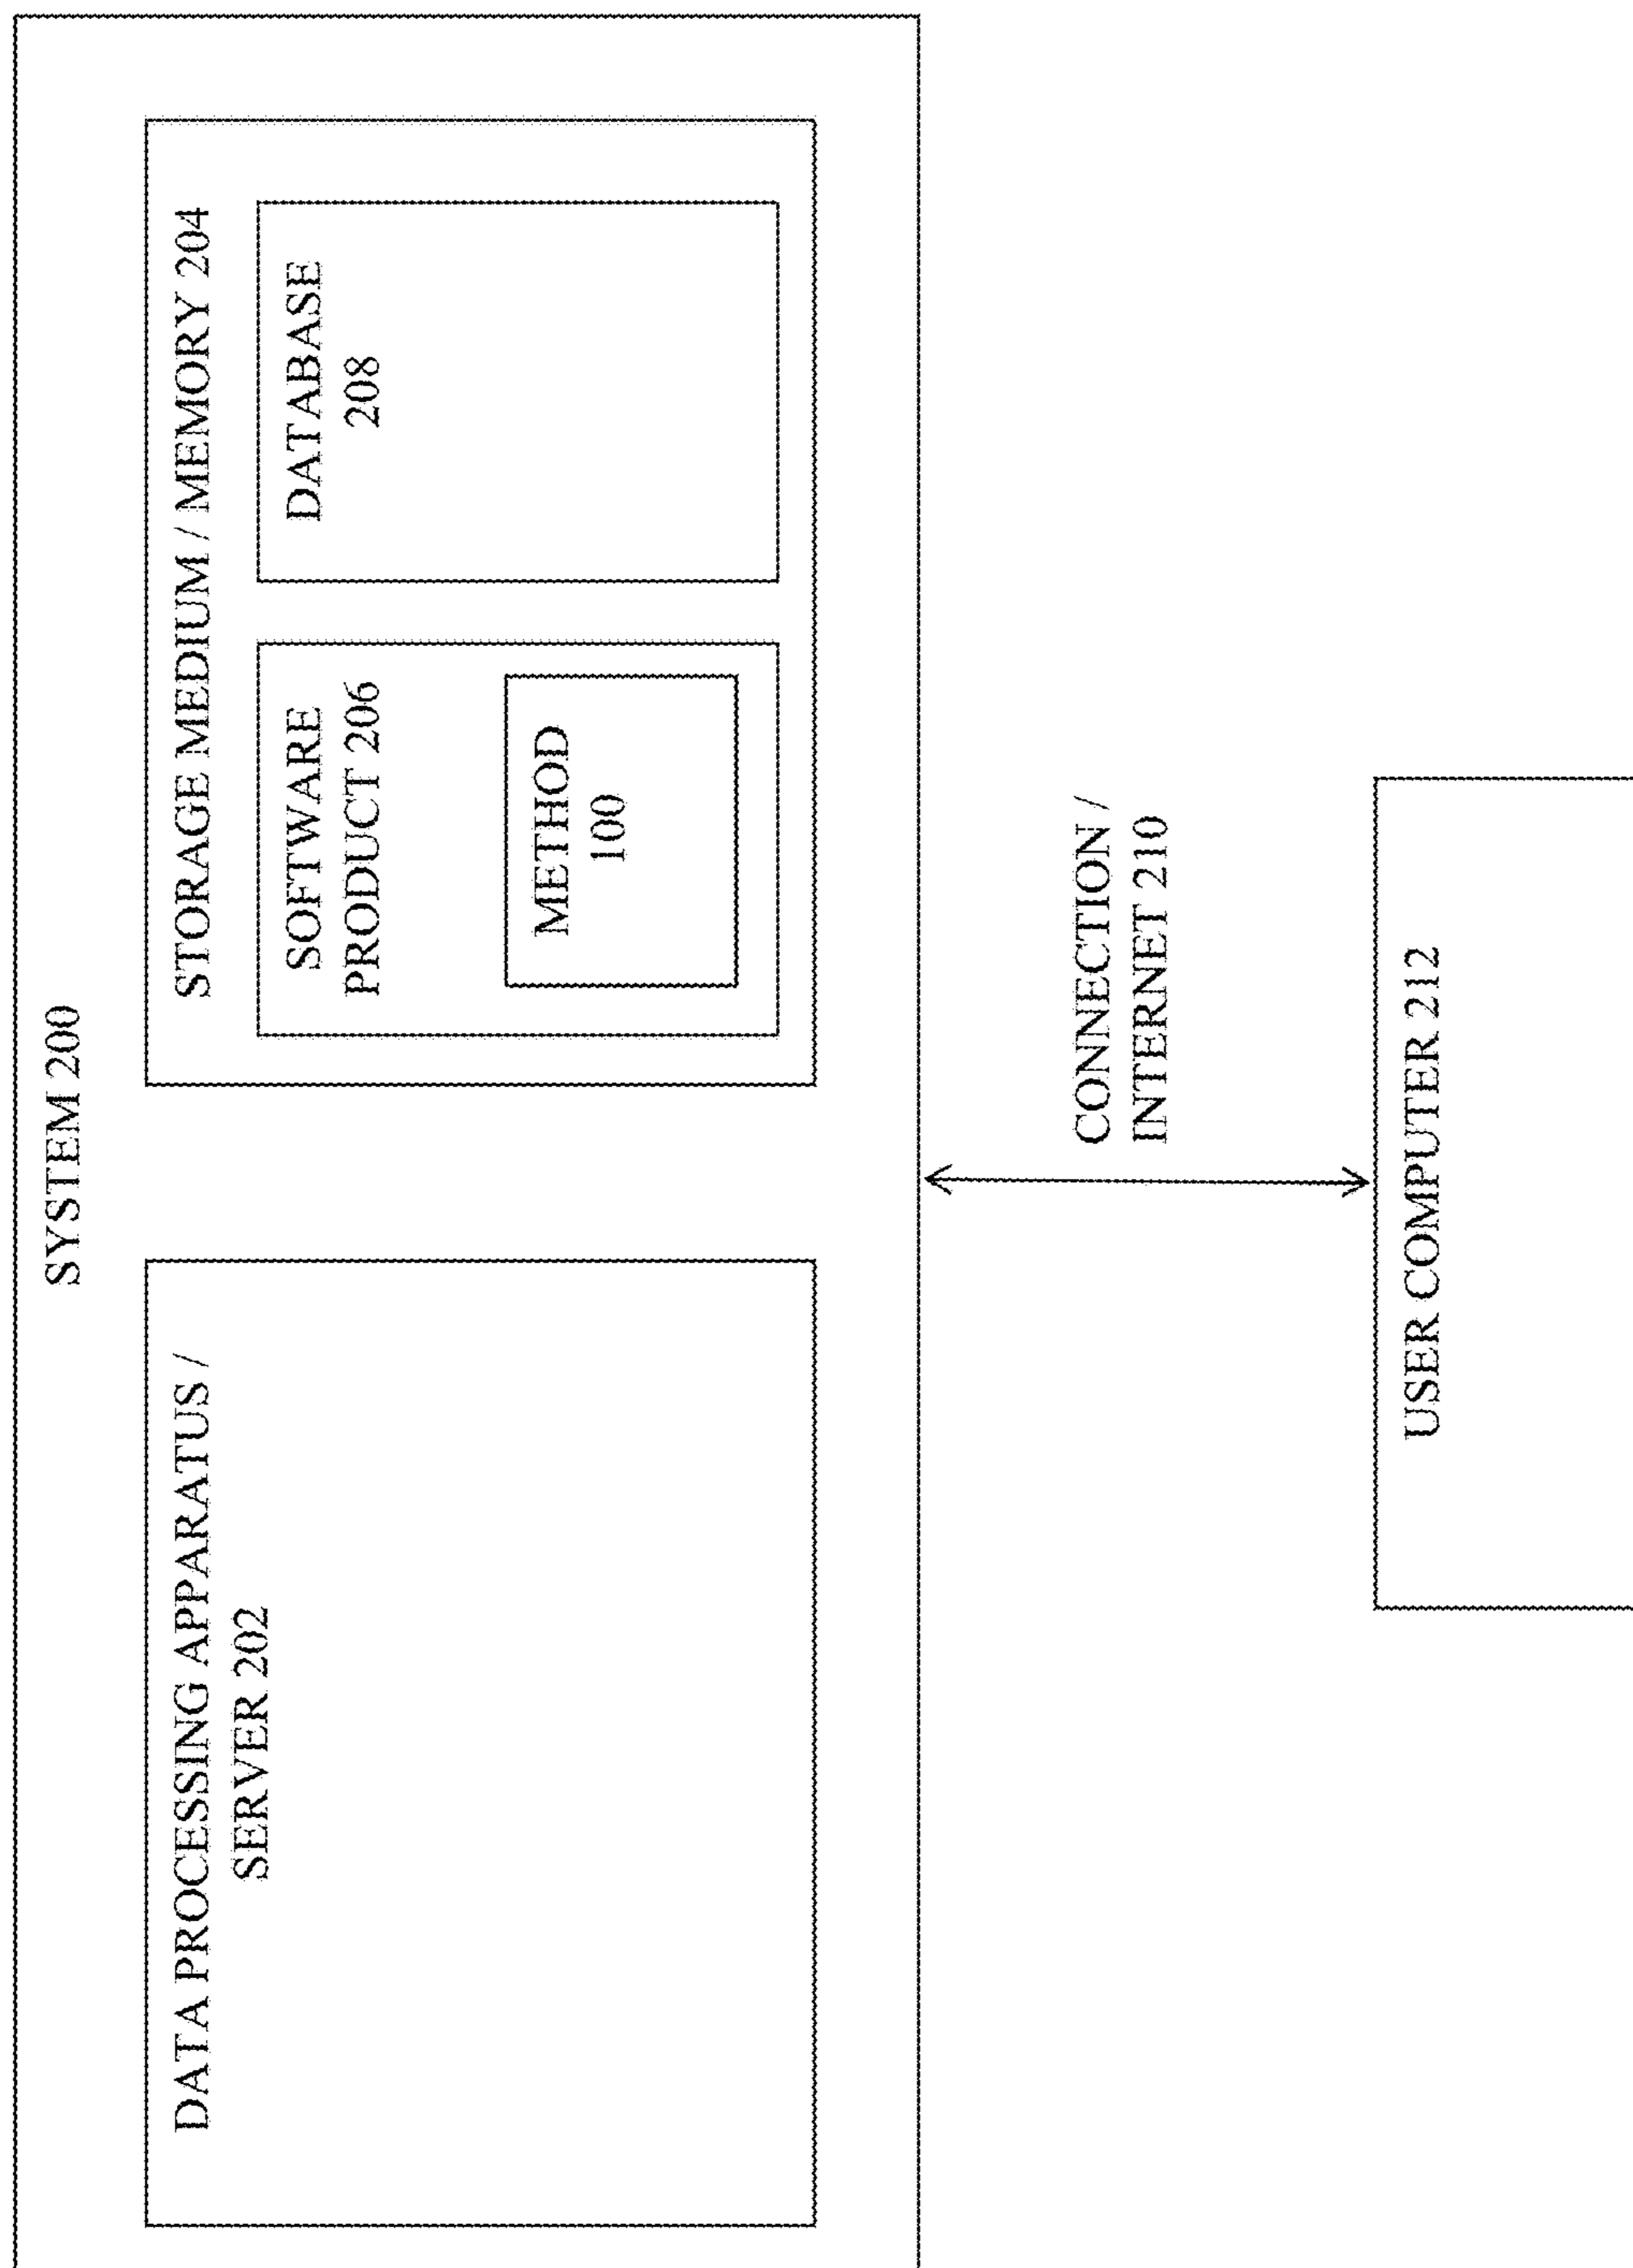 SYSTEM 200
DATA PROCESSING APPARATUS /
SERVER 202
STORAGE MEDIUM / MEMORY 204
SOFTWARE
PRODUCT 206
METHOD
100
DATABASE
208
CONNECTION /
INTERNET 210
USER COMPUTER 212